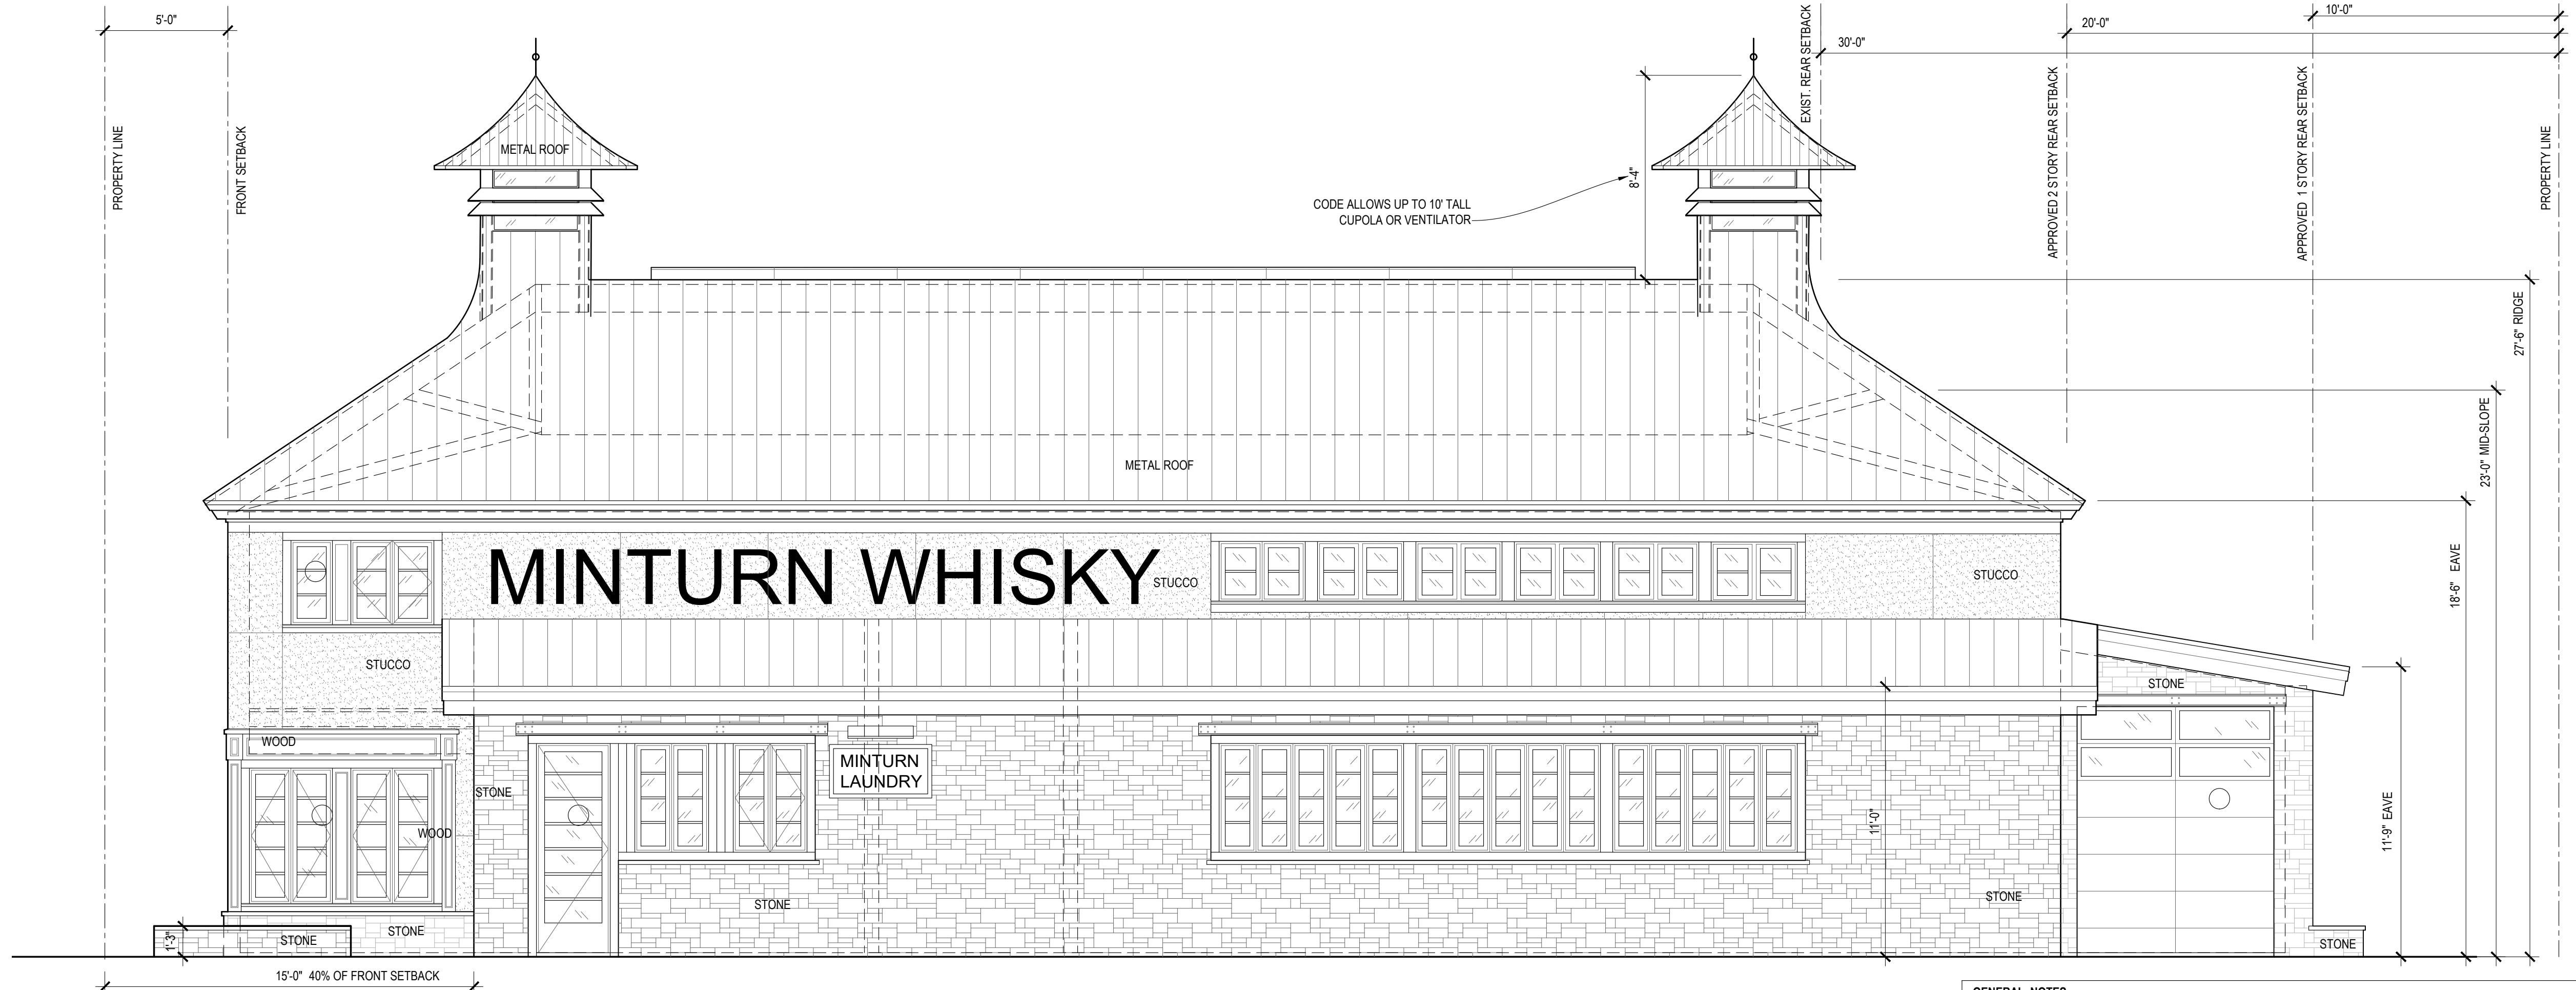 5'-0"
10'-0"
20'-0"
30'-0"
PROPERTY LINE
FRONT SETBACK
EXIST. REAR SETBACK
APPROVED 2 STORY REAR SETBACK
APPROVED 1 STORY REAR SETBACK
PROPERTY LINE
METAL ROOF
8'-4"
CODE ALLOWS UP TO 10' TALL
CUPOLA OR VENTILATOR
27'-6" RIDGE
23'-0" MID-SLOPE
METAL ROOF
18'-6" EAVE
MINTURN WHISKY
STUCCO
STUCCO
STUCCO
STONE
WOOD
MINTURN
LAUNDRY
STONE
WOOD
11'-0"
11'-9" EAVE
STONE
STONE
STONE
STONE
STONE
1'-3"
15'-0" 40% OF FRONT SETBACK
GENERAL NOTES